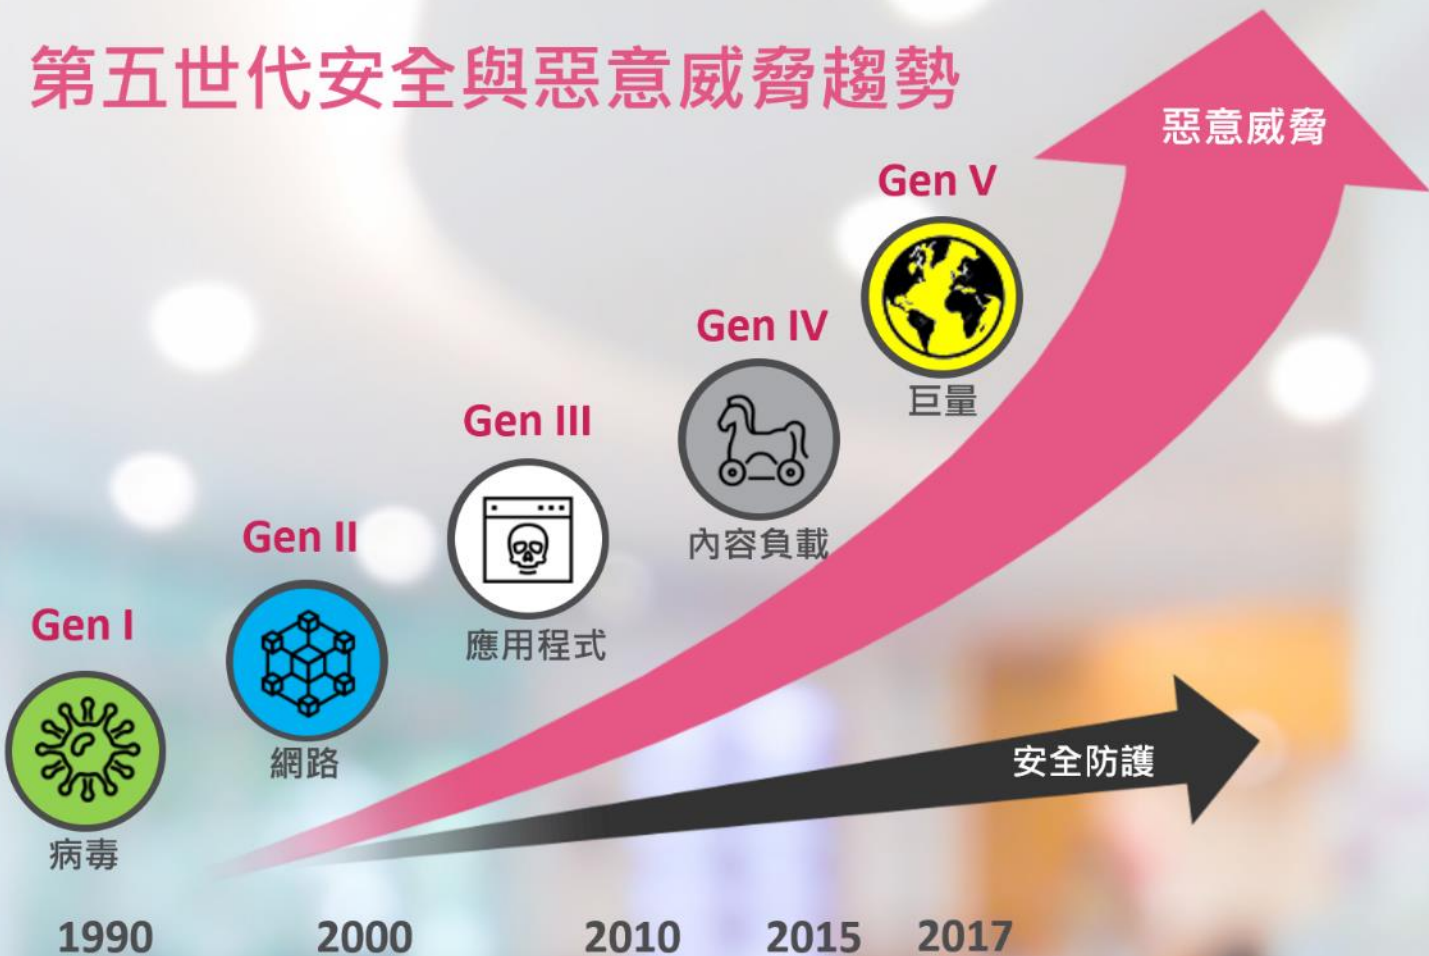 第五世代安全與惡意威脅趨勢
惡意威脅
Gen V
巨量
Gen IV
內容負載
Gen III
應用程式
Gen II
網路
Gen I
病毒
安全防護
1990 2000 2010 2015 2017